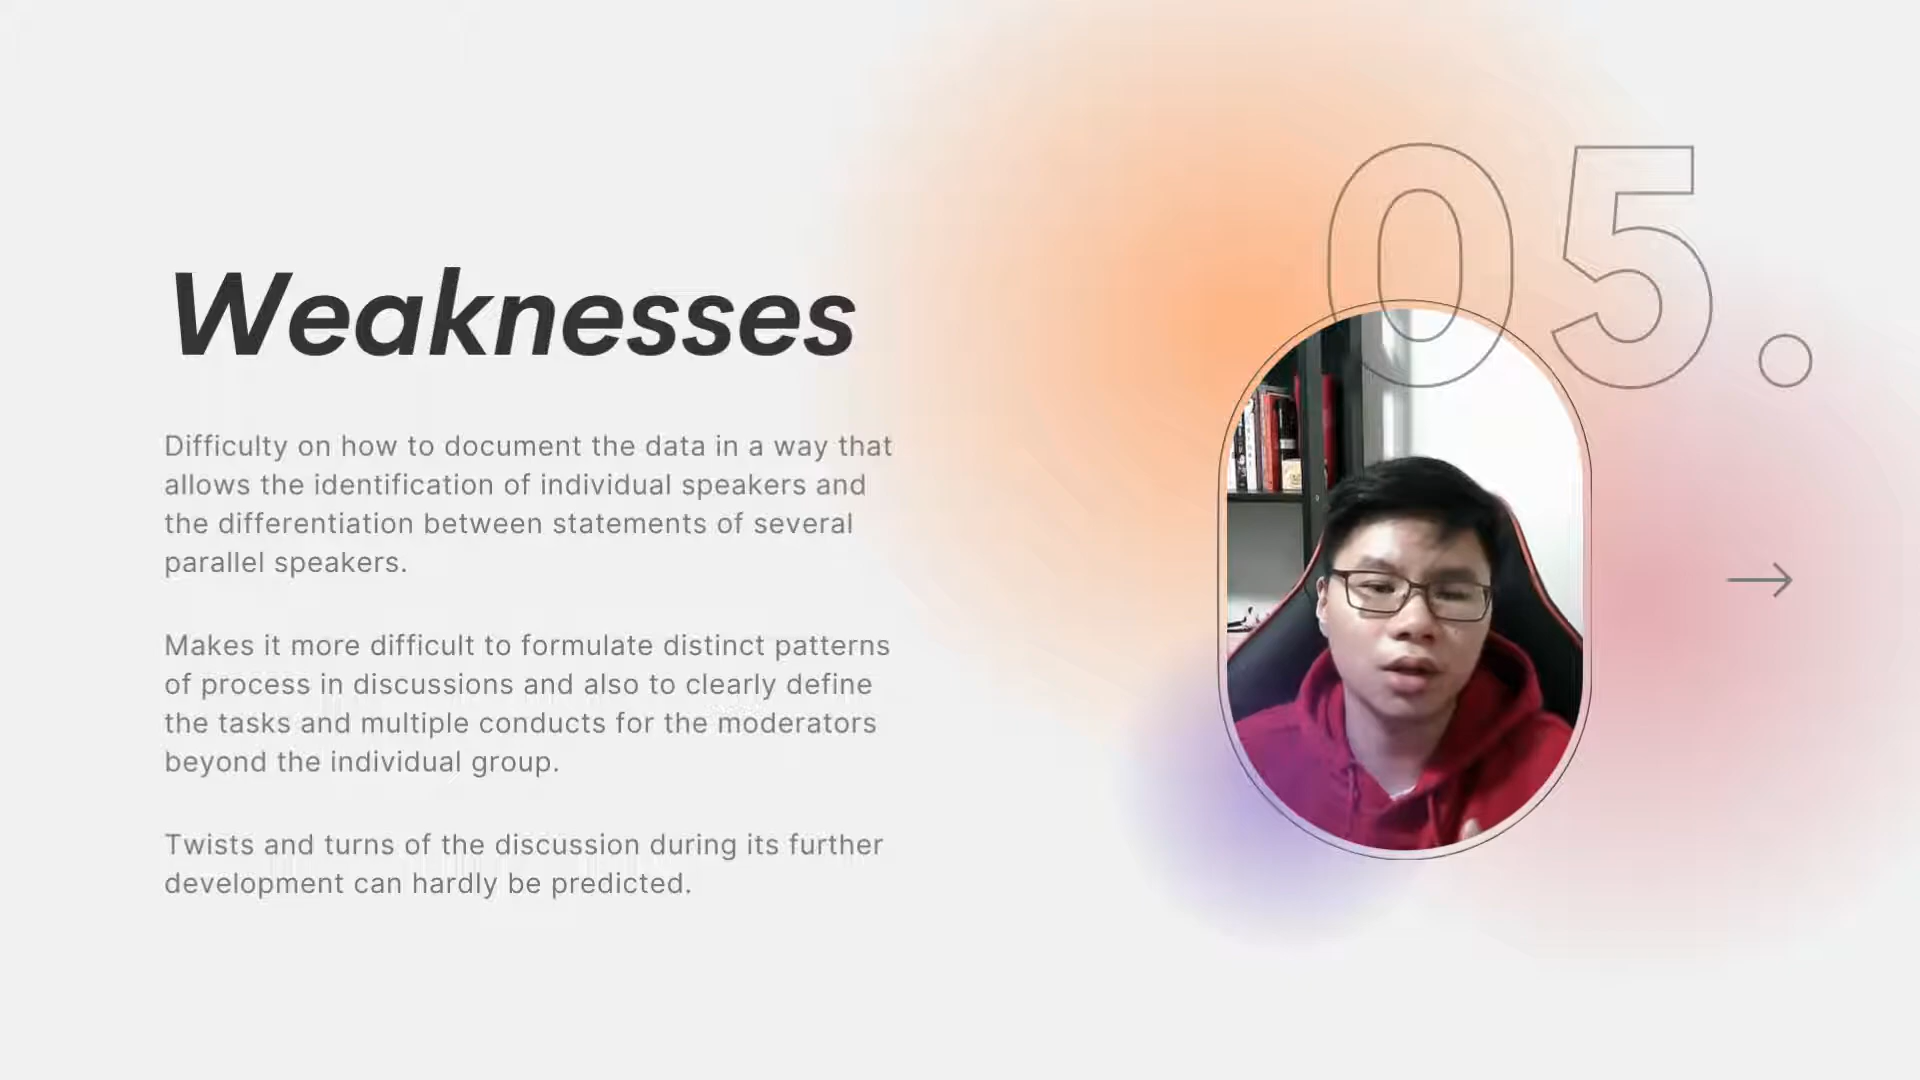 05.
Weaknesses
Difficulty on how to document the data in a way that
allows the identification of individual speakers and
the differentiation between statements of several
parallel speakers.
Makes it more difficult to formulate distinct patterns
of process in discussions and also to clearly define
the tasks and multiple conducts for the moderators
beyond the individual group.
Twists and turns of the discussion during its further
development can hardly be predicted.